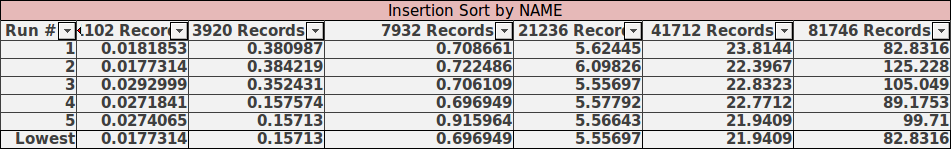 Insertion Sort by NAME
Run # .102 Record 3920 Records 7932 Records 21236 Recor 41712 Records 81746 Records
1 0.0181853 0.380987 0.708661 5.62445 23.8144 82.8316
2 0.0177314 0.384219 0.722486 6.09826 22.3967 125.228
3 0.0292999 0.352431 0.706109 5.55697 22.8323 105.049
4 0.0271841 0.157574 0.696949 5.57792 22.7712 89.1753
5 0.0274065 0.15713 0.915964 5.56643 21.9409 99.71
Lowest 0.0177314 0.15713 0.696949 5.55697 21.9409 82.8316